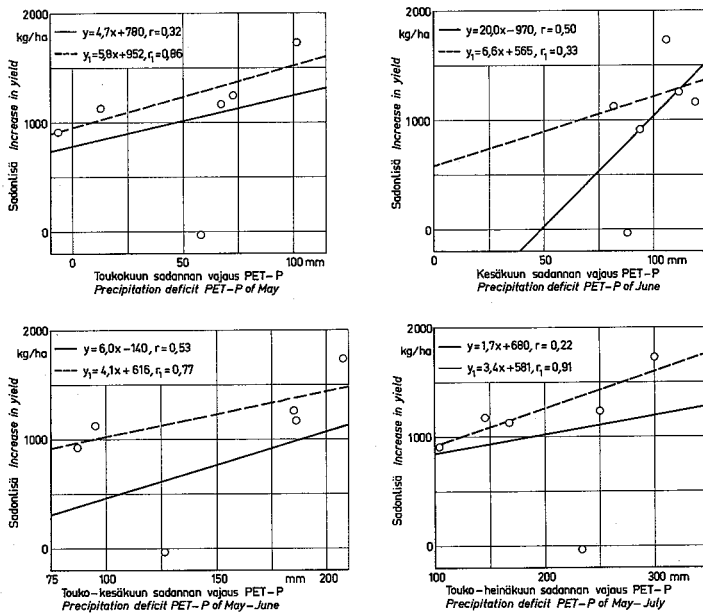 2000
kg/ha
y=4,7x+780, r=0,32
y₁=5,8x+952, r₁=0,86
1000
0
Sadonlisä Increase in yield
0 50 100 mm
Toukokuun sadannan vajaus PET-P
Precipitation deficit PET-P of May
2000
kg/ha
y=20,0x-970, r=0,50
y₁=6,6x+565, r₁=0,33
1000
0
Sadonlisä Increase in yield
0 50 100 mm
Kesäkuun sadannan vajaus PET-P
Precipitation deficit PET-P of June
2000
kg/ha
y=6,0x-140, r=0,53
y₁=4,1x+616, r₁=0,77
1000
0
Sadonlisä Increase in yield
75 100 150 mm 200
Touko-kesäkuun sadannan vajaus PET-P
Precipitation deficit PET-P of May-June
2000
kg/ha
y=1,7x+680, r=0,22
y₁=3,4x+581, r₁=0,91
1000
0
Sadonlisä Increase in yield
100 200 300 mm
Touko-heinäkuun sadannan vajaus PET-P
Precipitation deficit PET-P of May-July